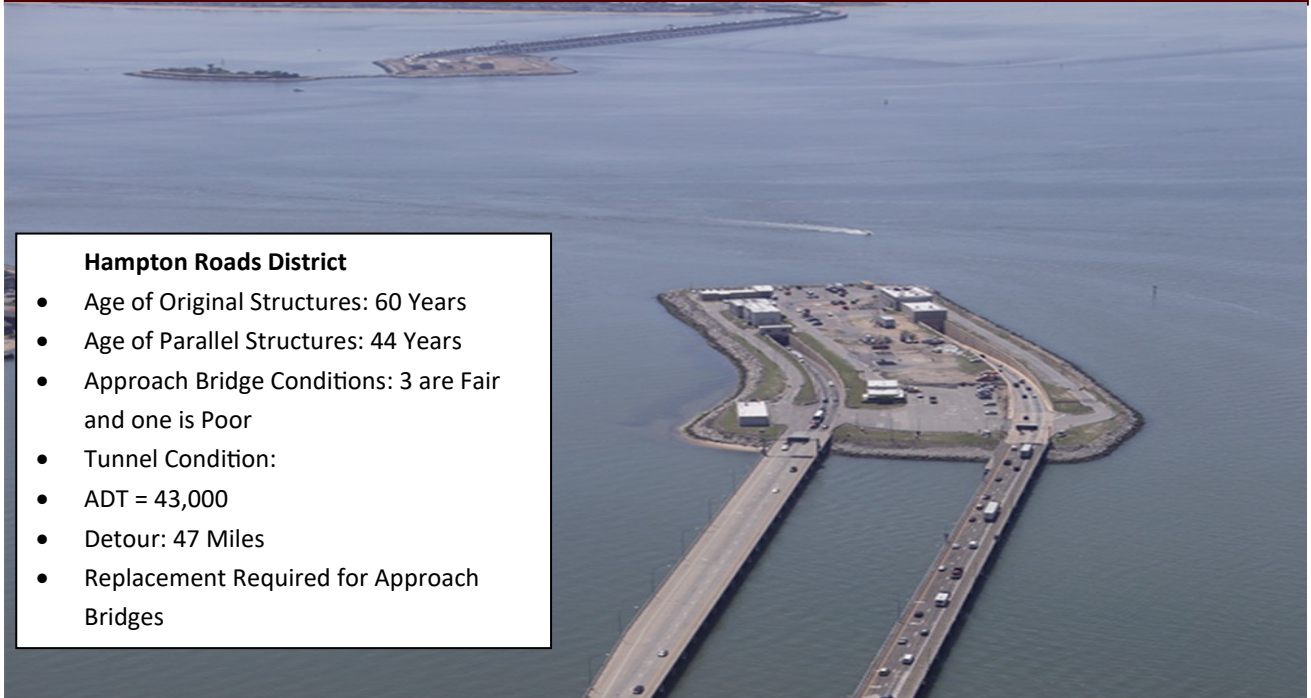 Hampton Roads District
• Age of Original Structures: 60 Years
• Age of Parallel Structures: 44 Years
• Approach Bridge Conditions: 3 are Fair
and one is Poor
• Tunnel Condition:
• ADT = 43,000
• Detour: 47 Miles
• Replacement Required for Approach
Bridges